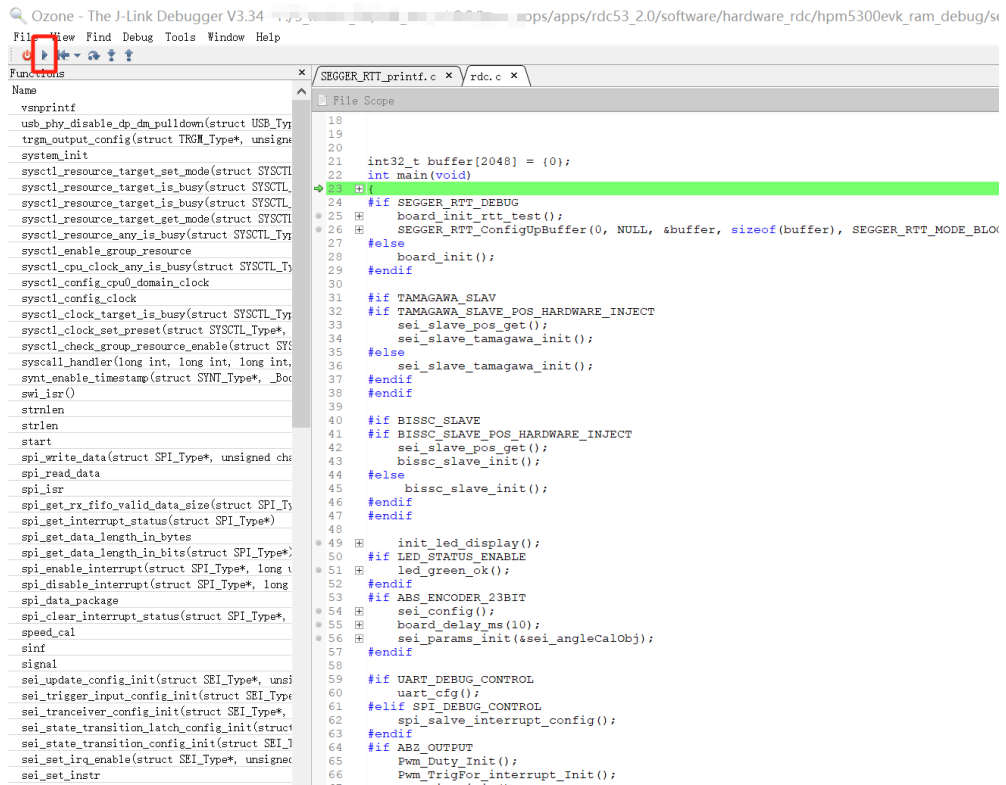 Ozone - The J-Link Debugger V3.34
ops/apps/rdc53_2.0/software/hardware_rdc/hpm5300evk_ram_debug/se
File View Find Debug Tools Window Help
Functions
Name
vsnprintf
usb_phy_disable_dp_dm_pulldown(struct USB_Typ
trgm_output_config(struct TRGM_Type*, unsigne
system_init
sysctl_resource_target_set_mode(struct SYSCTL
sysctl_resource_target_is_busy(struct SYSCTL_
sysctl_resource_target_is_busy(struct SYSCTL_
sysctl_resource_target_get_mode(struct SYSCTL
sysctl_resource_any_is_busy(struct SYSCTL_Typ
sysctl_enable_group_resource
sysctl_cpu_clock_any_is_busy(struct SYSCTL_Ty
sysctl_config_cpu0_domain_clock
sysctl_config_clock
sysctl_clock_target_is_busy(struct SYSCTL_Typ
sysctl_clock_set_preset(struct SYSCTL_Type*,
sysctl_check_group_resource_enable(struct SYS
syscall_handler(long int, long int, long int,
synt_enable_timestamp(struct SYNT_Type*, _Boo
swi_isr()
strnlen
strlen
start
spi_write_data(struct SPI_Type*, unsigned cha
spi_read_data
spi_isr
spi_get_rx_fifo_valid_data_size(struct SPI_Ty
spi_get_interrupt_status(struct SPI_Type*)
spi_get_data_length_in_bytes
spi_get_data_length_in_bits(struct SPI_Type*)
spi_enable_interrupt(struct SPI_Type*, long u
spi_disable_interrupt(struct SPI_Type*, long
spi_data_package
spi_clear_interrupt_status(struct SPI_Type*,
speed_cal
sinf
signal
sei_update_config_init(struct SEI_Type*, unsi
sei_trigger_input_config_init(struct SEI_Type
sei_tranceiver_config_init(struct SEI_Type*,
sei_state_transition_latch_config_init(struct
sei_state_transition_config_init(struct SEI_T
sei_set_irq_enable(struct SEI_Type*, unsigned
sei_set_instr
SEGGER_RTT_printf.c × rdc.c ×
File Scope
18
19
20
21 int32_t buffer[2048] = {0};
22 int main(void)
23 {
24 #if SEGGER_RTT_DEBUG
25 board_init_rtt_test();
26 SEGGER_RTT_ConfigUpBuffer(0, NULL, &buffer, sizeof(buffer), SEGGER_RTT_MODE_BLOC
27 #else
28 board_init();
29 #endif
30
31 #if TAMAGAWA_SLAV
32 #if TAMAGAWA_SLAVE_POS_HARDWARE_INJECT
33 sei_slave_pos_get();
34 sei_slave_tamagawa_init();
35 #else
36 sei_slave_tamagawa_init();
37 #endif
38 #endif
39
40 #if BISSC_SLAVE
41 #if BISSC_SLAVE_POS_HARDWARE_INJECT
42 sei_slave_pos_get();
43 bissc_slave_init();
44 #else
45 bissc_slave_init();
46 #endif
47 #endif
48
49 init_led_display();
50 #if LED_STATUS_ENABLE
51 led_green_ok();
52 #endif
53 #if ABS_ENCODER_23BIT
54 sei_config();
55 board_delay_ms(10);
56 sei_params_init(&sei_angleCalObj);
57 #endif
58
59 #if UART_DEBUG_CONTROL
60 uart_cfg();
61 #elif SPI_DEBUG_CONTROL
62 spi_salve_interrupt_config();
63 #endif
64 #if ABZ_OUTPUT
65 Pwm_Duty_Init();
66 Pwm_TrigFor_interrupt_Init();